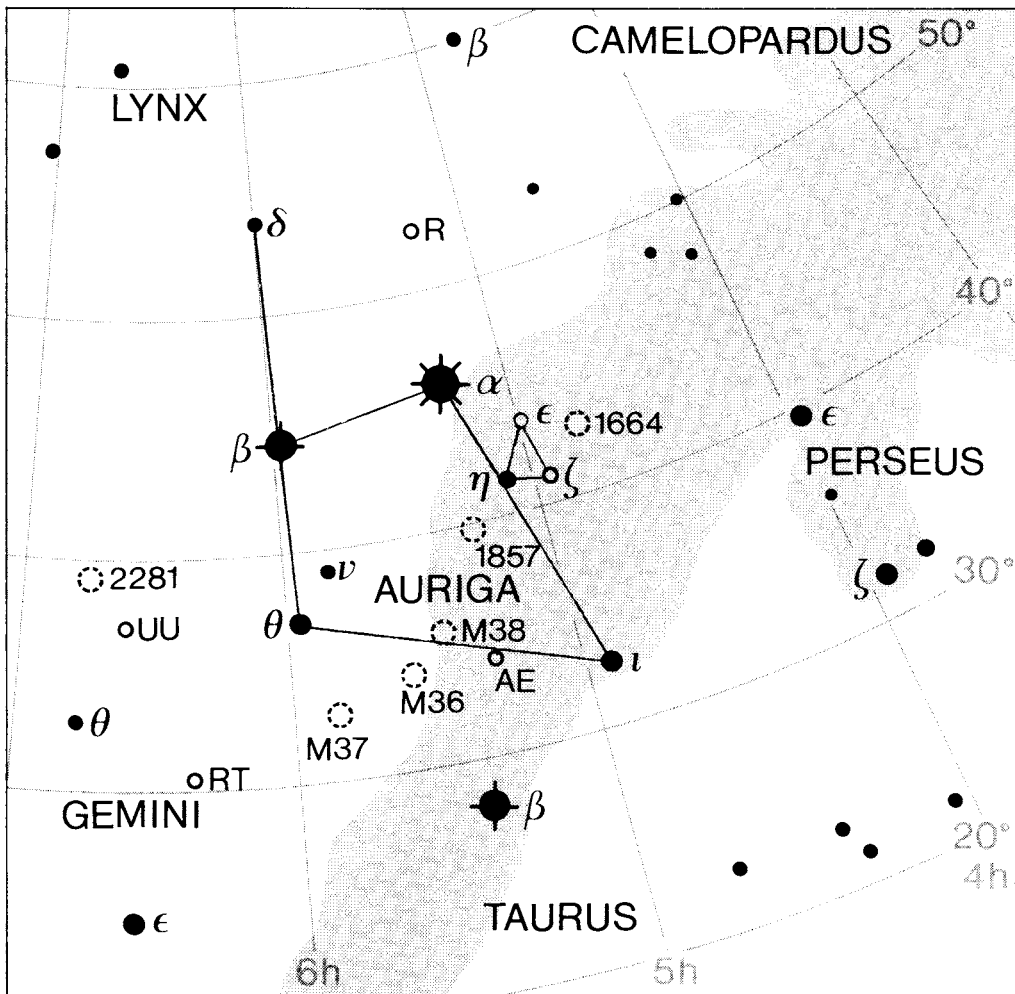 β
CAMELOPARDUS
50°
LYNX
δ
R
40°
α
ϵ
1664
ϵ
β
η
ζ
PERSEUS
1857
30°
2281
ν
AURIGA
ζ
θ
M38
UU
AE
ι
M36
θ
M37
RT
GEMINI
β
20°
4h
ϵ
TAURUS
6h
5h